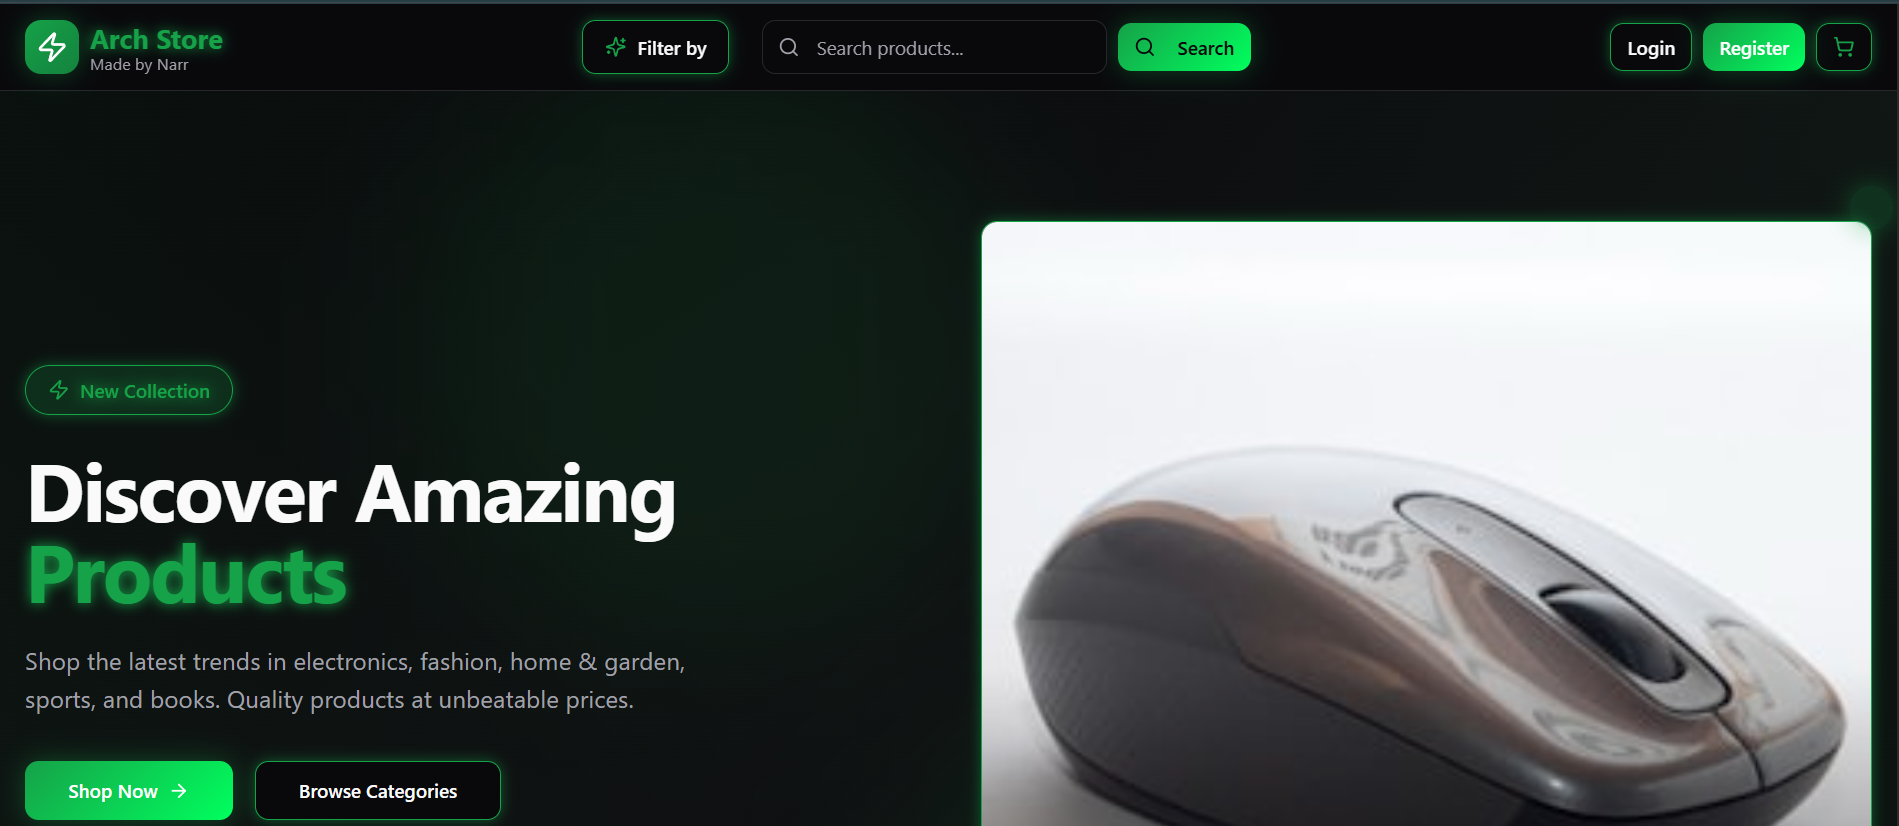 Arch Store
Made by Narr
Filter by
Search products...
Search
Login
Register
New Collection
Discover Amazing
Products
Shop the latest trends in electronics, fashion, home & garden,
sports, and books. Quality products at unbeatable prices.
Shop Now
Browse Categories